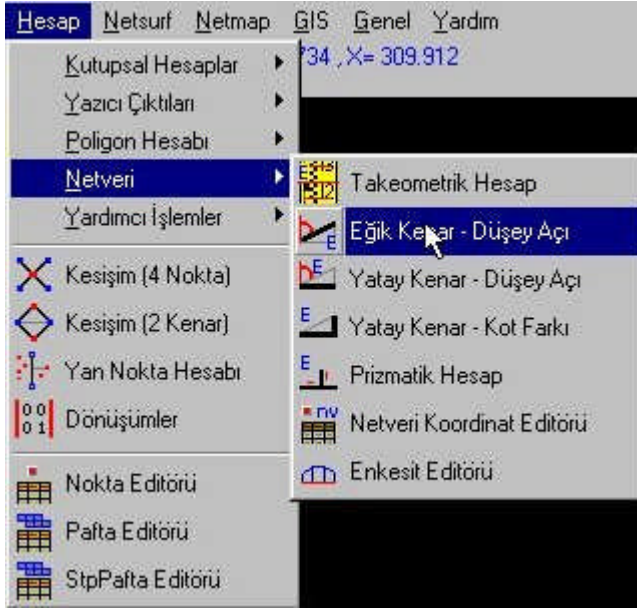 Hesap Netsurf Netmap GIS Genel Yardım
734 , X= 309.912
Kutupsal Hesaplar
Yazıcı Çıktıları
Poligon Hesabı
Netveri
Yardımcı İşlemler
Kesişim (4 Nokta)
Kesişim (2 Kenar)
Yan Nokta Hesabı
Dönüşümler
Nokta Editörü
Pafta Editörü
StpPafta Editörü
Takeometrik Hesap
Eğik Kenar - Düşey Açı
Yatay Kenar - Düşey Açı
Yatay Kenar - Kot Farkı
Prizmatik Hesap
Netveri Koordinat Editörü
Enkesit Editörü